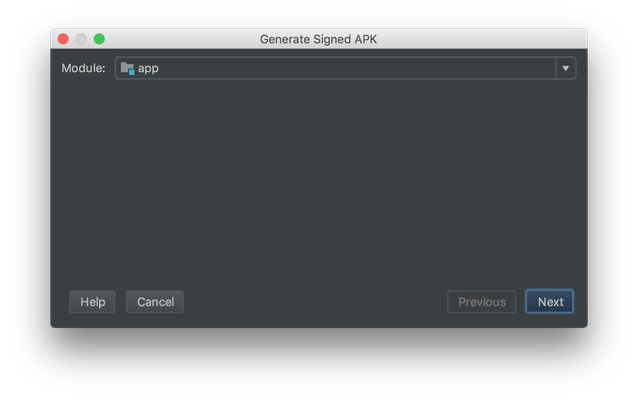 Generate Signed APK
Module: app
Help Cancel Previous Next